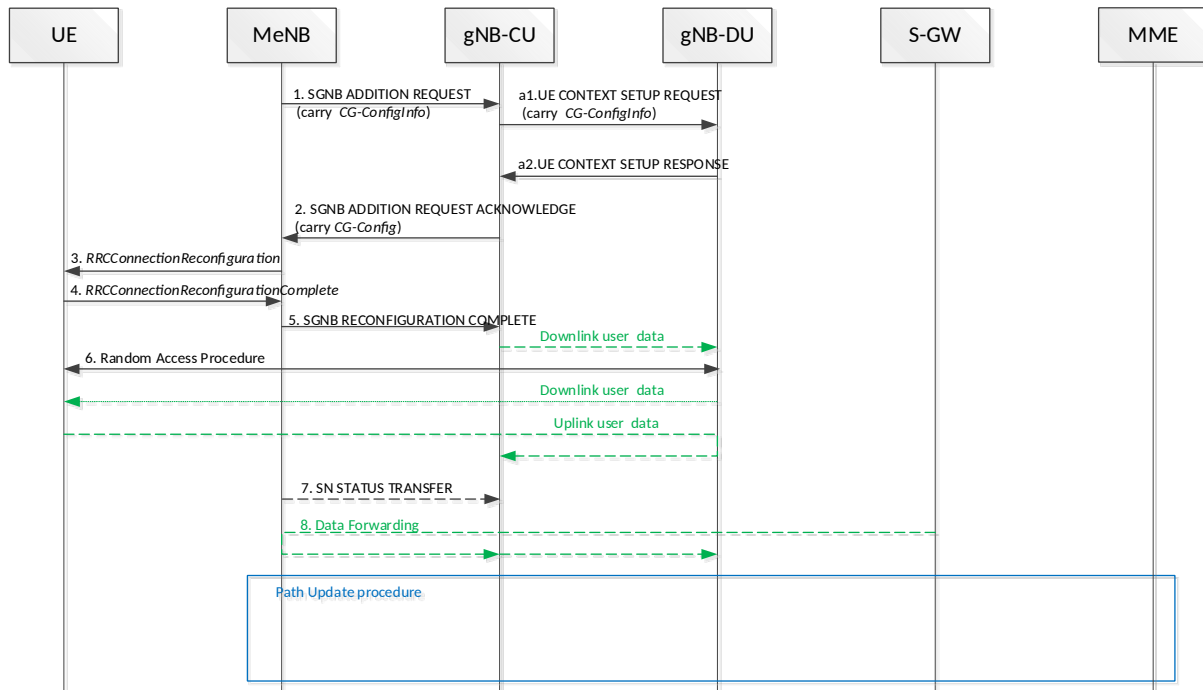 UE MeNB gNB-CU gNB-DU S-GW MME
1. SGNB ADDITION REQUEST
(carry CG-ConfigInfo)
a1.UE CONTEXT SETUP REQUEST
(carry CG-ConfigInfo)
a2.UE CONTEXT SETUP RESPONSE
2. SGNB ADDITION REQUEST ACKNOWLEDGE
(carry CG-Config)
3. RRCConnectionReconfiguration
4. RRCConnectionReconfigurationComplete
5. SGNB RECONFIGURATION COMPLETE
Downlink user data
6. Random Access Procedure
Downlink user data
Uplink user data
7. SN STATUS TRANSFER
8. Data Forwarding
Path Update procedure